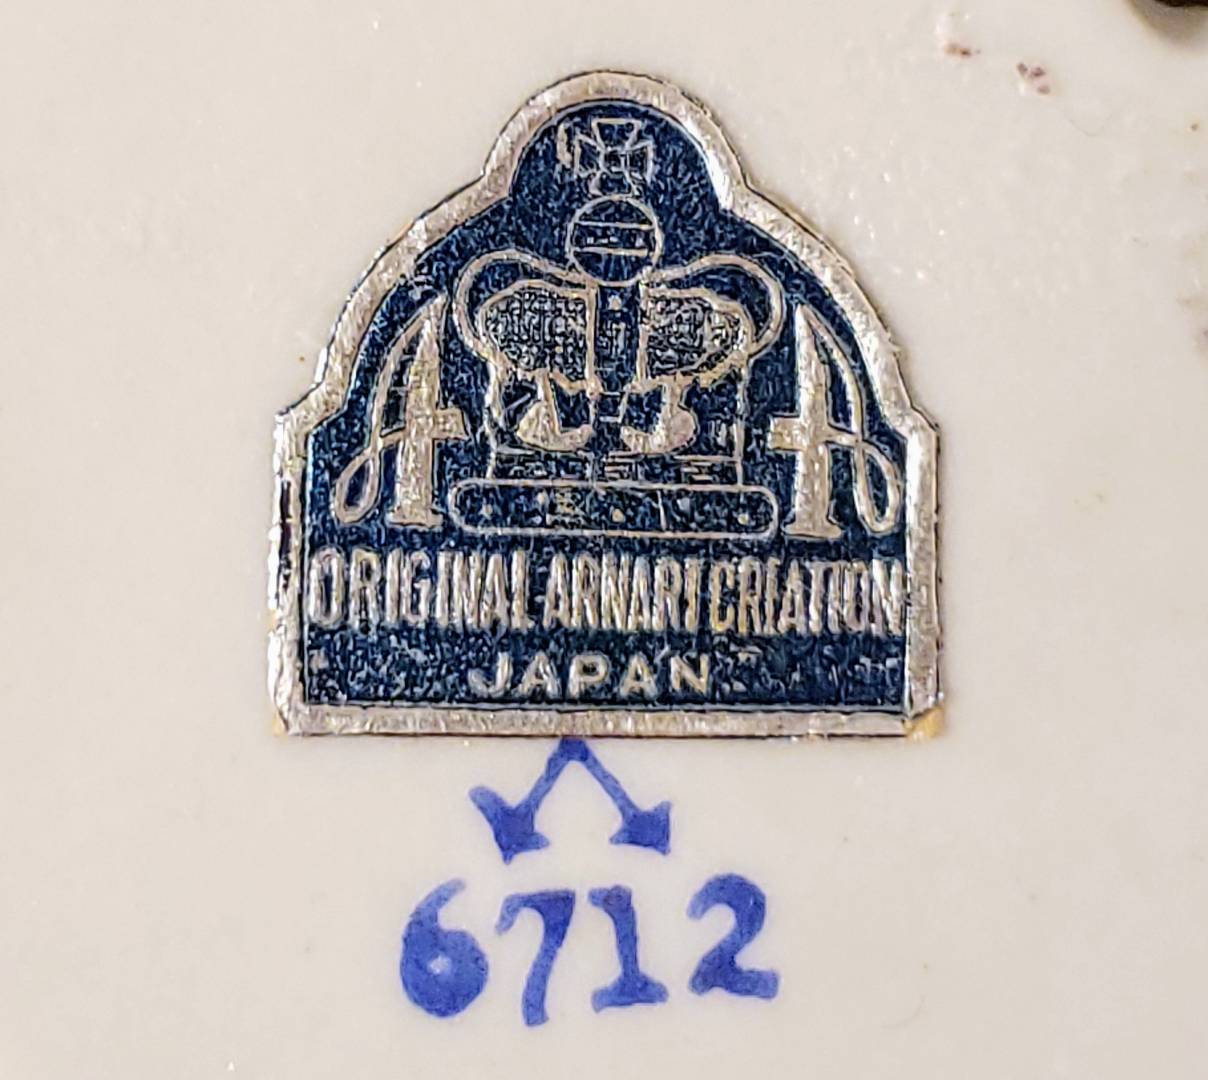 A A
ORIGINAL ARNART CREATION
JAPAN
6712